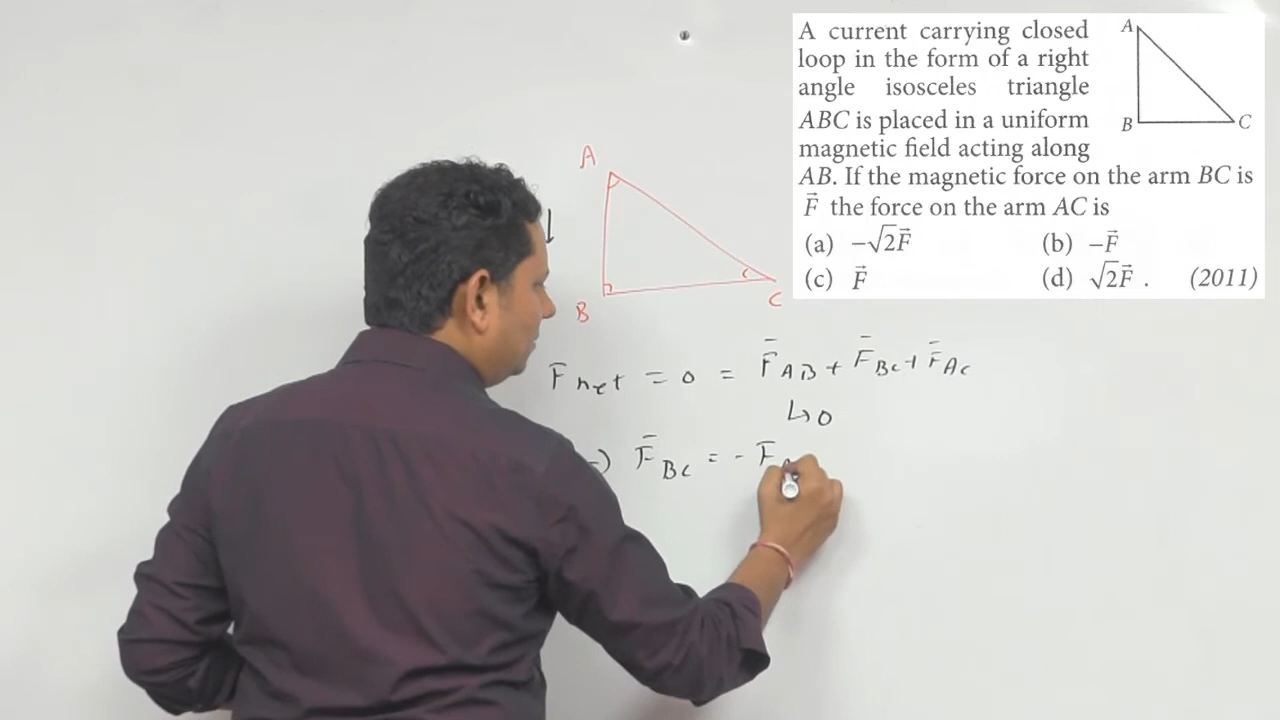 A current carrying closed
loop in the form of a right
angle isosceles triangle
ABC is placed in a uniform
magnetic field acting along
AB. If the magnetic force on the arm BC is
F⃗ the force on the arm AC is
(a) −√2F⃗ (b) −F⃗
(c) F⃗ (d) √2F⃗ . (2011)
A
B C
A
B
C
F̄ net = 0 = F̄ AB + F̄ BC + F̄ AC
↳ 0
F̄ BC = - F̄